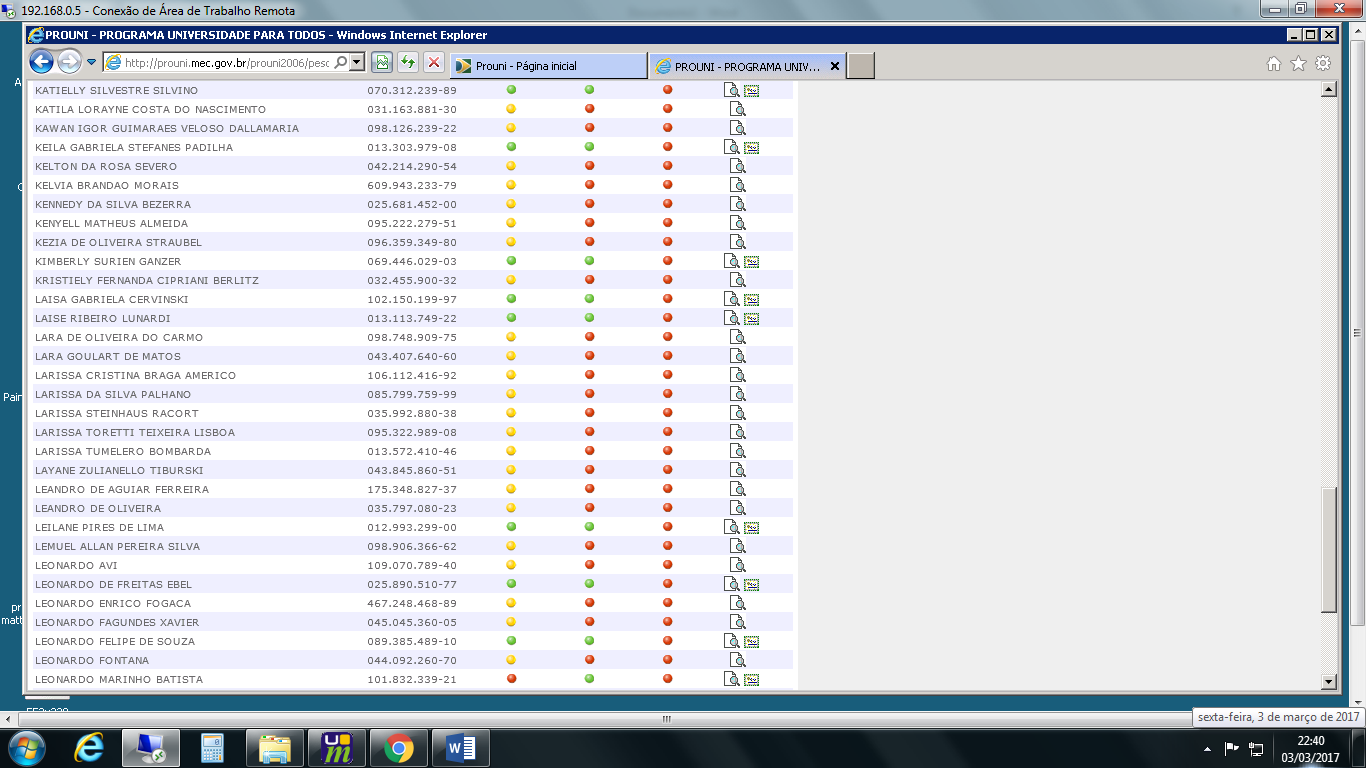 192.168.0.5 - Conexão de Área de Trabalho Remota
PROUNI - PROGRAMA UNIVERSIDADE PARA TODOS - Windows Internet Explorer
http://prouni.mec.gov.br/prouni2006/pesc
Prouni - Página inicial
PROUNI - PROGRAMA UNIV...
KATIELLY SILVESTRE SILVINO 070.312.239-89
KATILA LORAYNE COSTA DO NASCIMENTO 031.163.881-30
KAWAN IGOR GUIMARAES VELOSO DALLAMARIA 098.126.239-22
KEILA GABRIELA STEFANES PADILHA 013.303.979-08
KELTON DA ROSA SEVERO 042.214.290-54
KELVIA BRANDAO MORAIS 609.943.233-79
KENNEDY DA SILVA BEZERRA 025.681.452-00
KENYELL MATHEUS ALMEIDA 095.222.279-51
KEZIA DE OLIVEIRA STRAUBEL 096.359.349-80
KIMBERLY SURIEN GANZER 069.446.029-03
KRISTIELY FERNANDA CIPRIANI BERLITZ 032.455.900-32
LAISA GABRIELA CERVINSKI 102.150.199-97
LAISE RIBEIRO LUNARDI 013.113.749-22
LARA DE OLIVEIRA DO CARMO 098.748.909-75
LARA GOULART DE MATOS 043.407.640-60
LARISSA CRISTINA BRAGA AMERICO 106.112.416-92
LARISSA DA SILVA PALHANO 085.799.759-99
LARISSA STEINHAUS RACORT 035.992.880-38
LARISSA TORETTI TEIXEIRA LISBOA 095.322.989-08
LARISSA TUMELERO BOMBARDA 013.572.410-46
LAYANE ZULIANELLO TIBURSKI 043.845.860-51
LEANDRO DE AGUIAR FERREIRA 175.348.827-37
LEANDRO DE OLIVEIRA 035.797.080-23
LEILANE PIRES DE LIMA 012.993.299-00
LEMUEL ALLAN PEREIRA SILVA 098.906.366-62
LEONARDO AVI 109.070.789-40
LEONARDO DE FREITAS EBEL 025.890.510-77
LEONARDO ENRICO FOGACA 467.248.468-89
LEONARDO FAGUNDES XAVIER 045.045.360-05
LEONARDO FELIPE DE SOUZA 089.385.489-10
LEONARDO FONTANA 044.092.260-70
LEONARDO MARINHO BATISTA 101.832.339-21
Pain
pr
matt
sexta-feira, 3 de março de 2017
22:40
03/03/2017